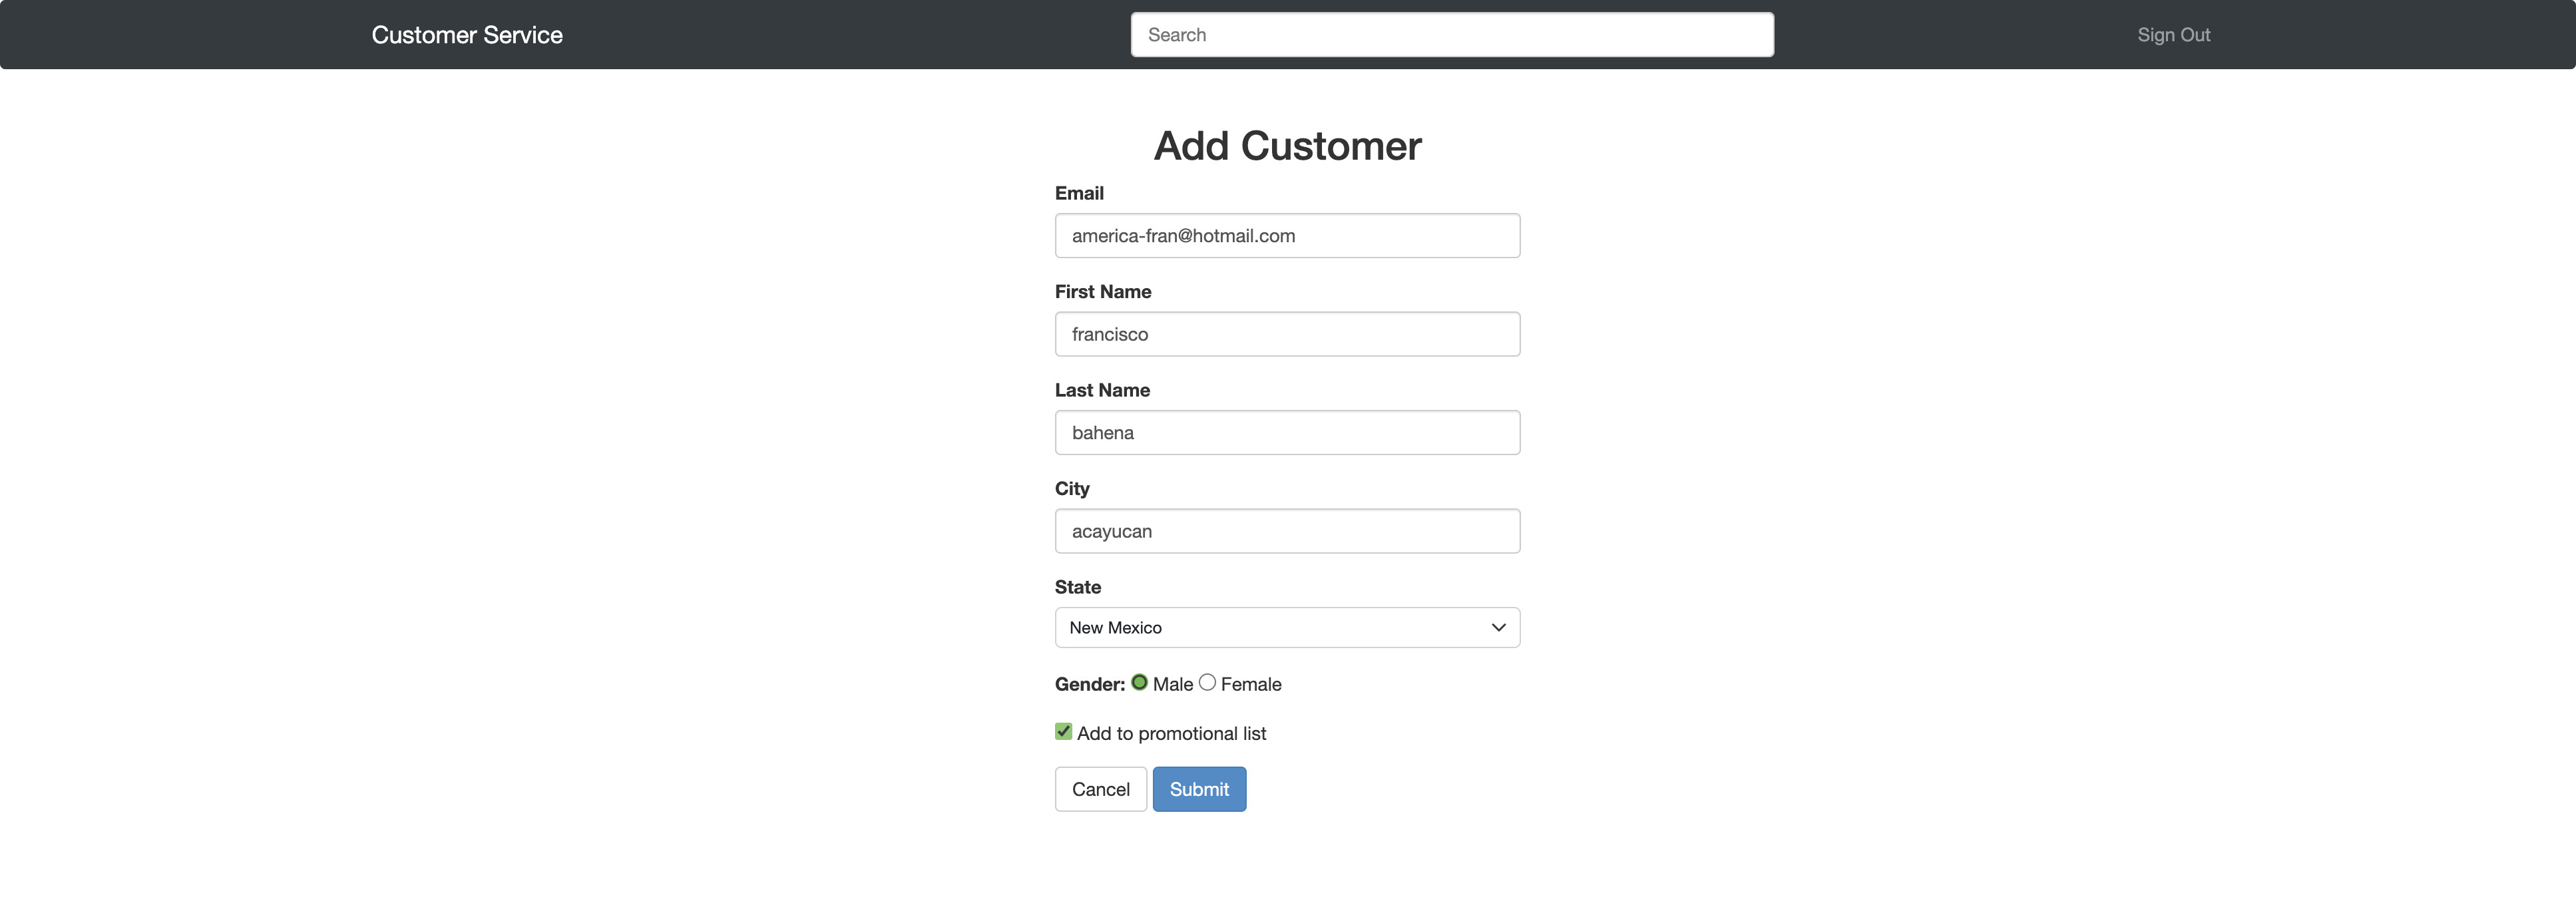 Customer Service
Search
Sign Out
Add Customer
Email
america-fran@hotmail.com
First Name
francisco
Last Name
bahena
City
acayucan
State
New Mexico
Gender: Male Female
Add to promotional list
Cancel Submit